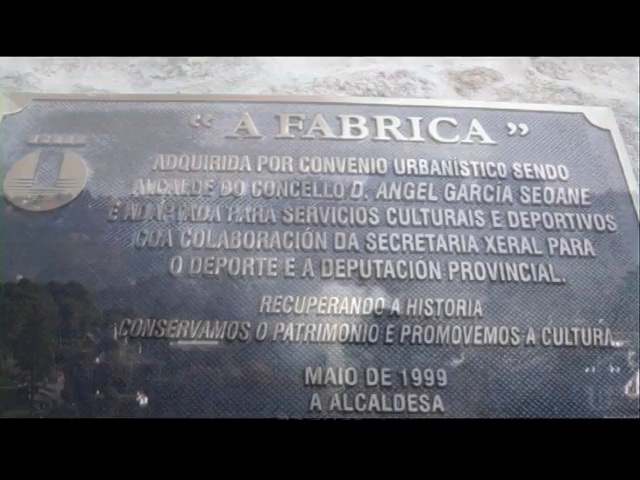 “ A FABRICA ”
ADQUIRIDA POR CONVENIO URBANÍSTICO SENDO
ALCALDE DO CONCELLO D. ANGEL GARCÍA SEOANE
E ADAPTADA PARA SERVICIOS CULTURAIS E DEPORTIVOS
COA COLABORACIÓN DA SECRETARIA XERAL PARA
O DEPORTE E A DEPUTACIÓN PROVINCIAL.
RECUPERANDO A HISTORIA
CONSERVAMOS O PATRIMONIO E PROMOVEMOS A CULTURA
MAIO DE 1999
A ALCALDESA